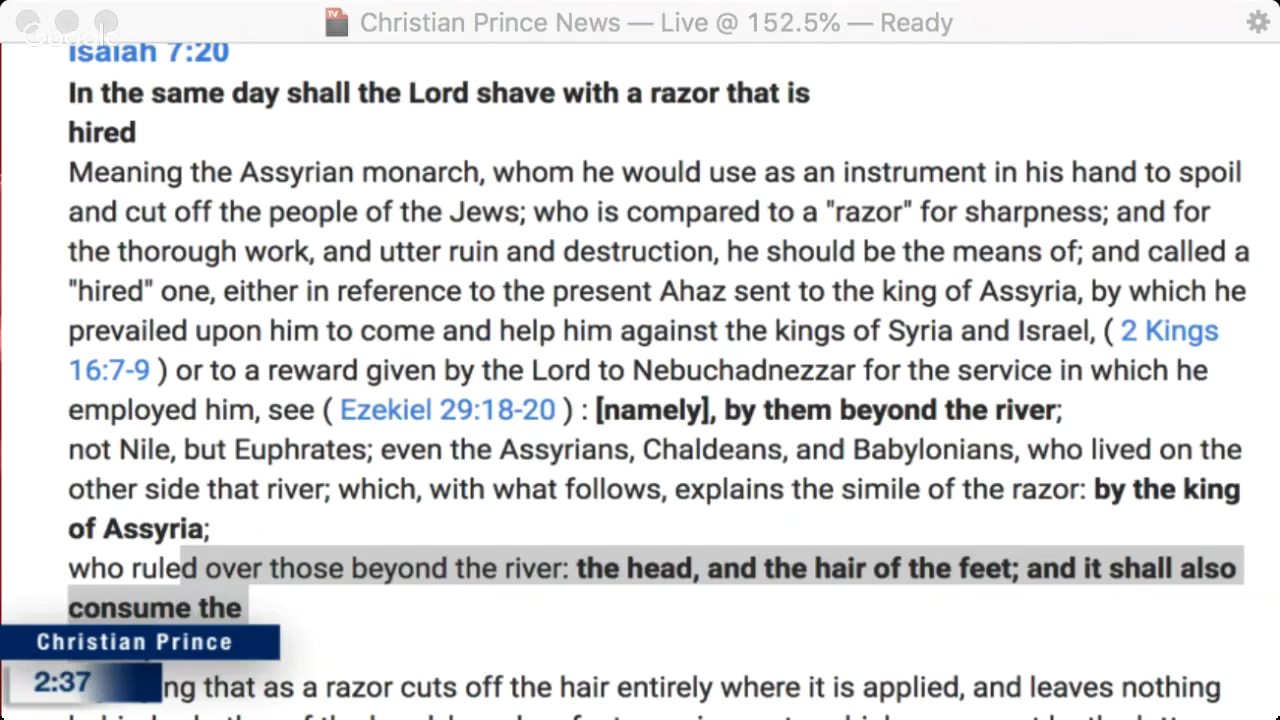 Christian Prince News — Live @ 152.5% — Ready
Google
Isaiah 7:20
In the same day shall the Lord shave with a razor that is
hired
Meaning the Assyrian monarch, whom he would use as an instrument in his hand to spoil
and cut off the people of the Jews; who is compared to a "razor" for sharpness; and for
the thorough work, and utter ruin and destruction, he should be the means of; and called a
"hired" one, either in reference to the present Ahaz sent to the king of Assyria, by which he
prevailed upon him to come and help him against the kings of Syria and Israel, ( 2 Kings
16:7-9 ) or to a reward given by the Lord to Nebuchadnezzar for the service in which he
employed him, see ( Ezekiel 29:18-20 ) : [namely], by them beyond the river;
not Nile, but Euphrates; even the Assyrians, Chaldeans, and Babylonians, who lived on the
other side that river; which, with what follows, explains the simile of the razor: by the king
of Assyria;
who ruled over those beyond the river: the head, and the hair of the feet; and it shall also
consume the
Christian Prince
2:37
ng that as a razor cuts off the hair entirely where it is applied, and leaves nothing